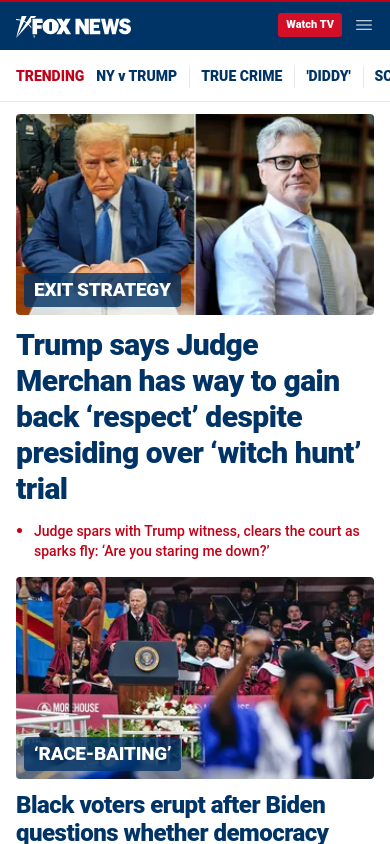 FOX NEWS
Watch TV
TRENDING NY v TRUMP TRUE CRIME 'DIDDY' SC
EXIT STRATEGY
Trump says Judge
Merchan has way to gain
back ‘respect’ despite
presiding over ‘witch hunt’
trial
Judge spars with Trump witness, clears the court as
sparks fly: ‘Are you staring me down?’
MOREHOUSE
‘RACE-BAITING’
Black voters erupt after Biden
questions whether democracy